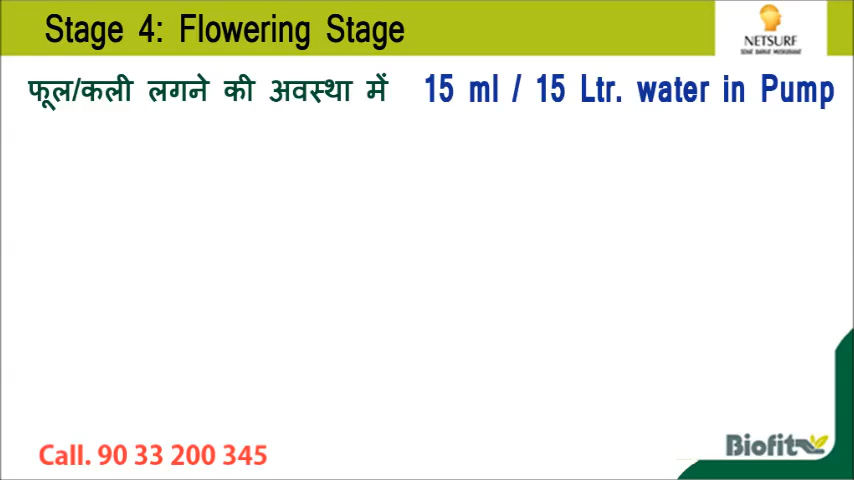 Stage 4: Flowering Stage
NETSURF
फूल/कली लगने की अवस्था में 15 ml / 15 Ltr. water in Pump
Call. 90 33 200 345
Biofit